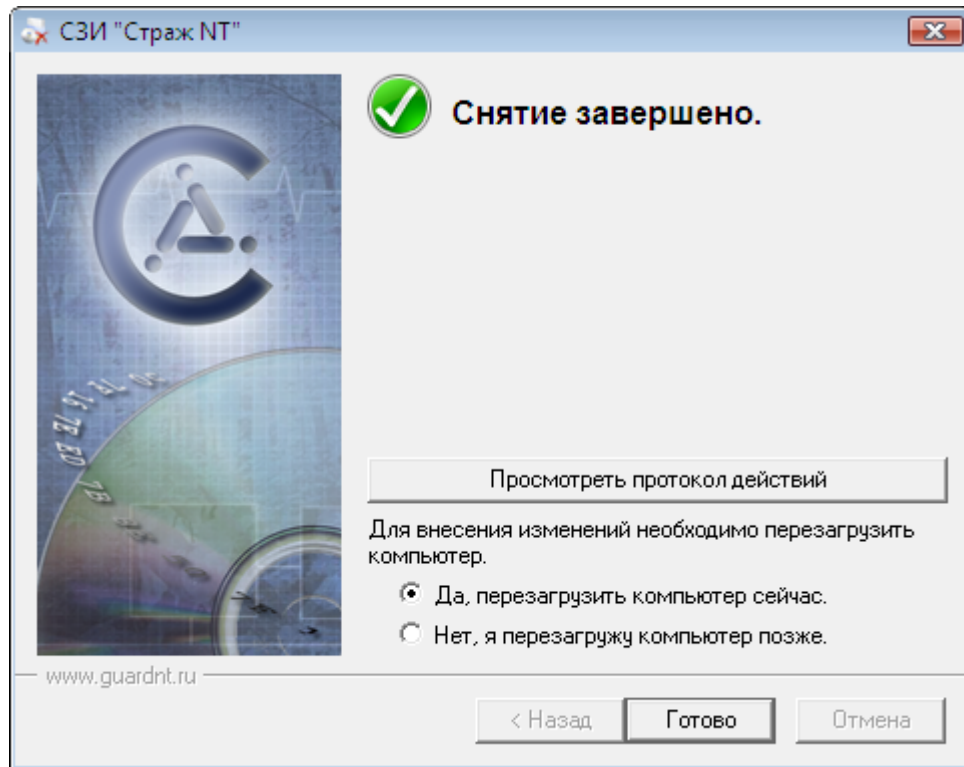 СЗИ "Страж NT"
Снятие завершено.
Просмотреть протокол действий
Для внесения изменений необходимо перезагрузить
компьютер.
Да, перезагрузить компьютер сейчас.
Нет, я перезагружу компьютер позже.
www.guardnt.ru
< Назад
Готово
Отмена